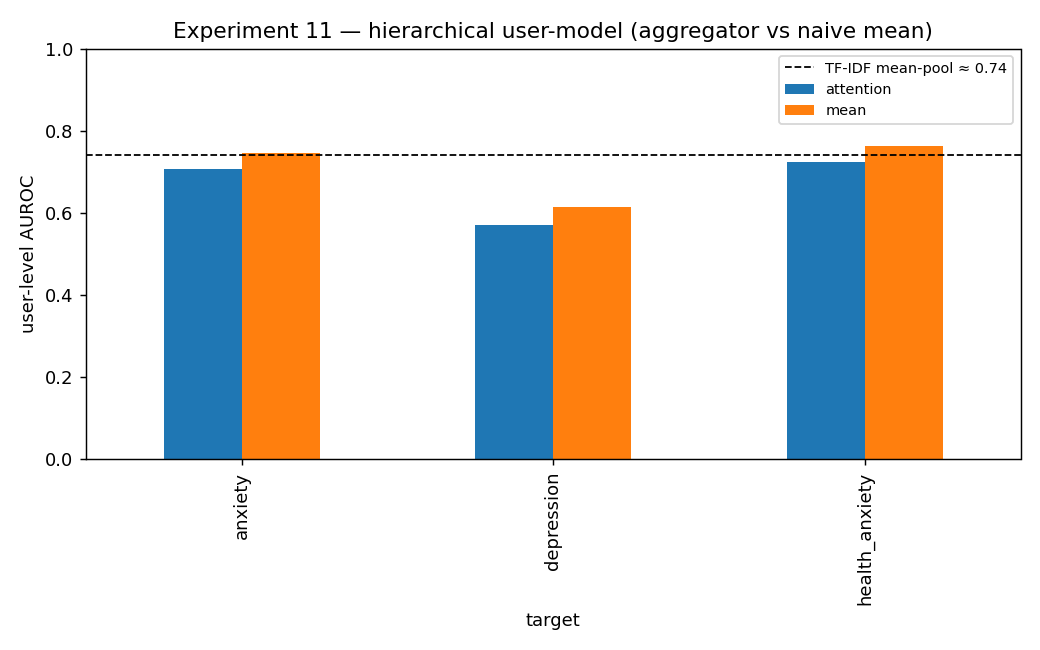 Experiment 11 — hierarchical user-model (aggregator vs naive mean)
TF-IDF mean-pool ≈ 0.74
attention
mean
user-level AUROC
1.0
0.8
0.6
0.4
0.2
0.0
anxiety
depression
health_anxiety
target